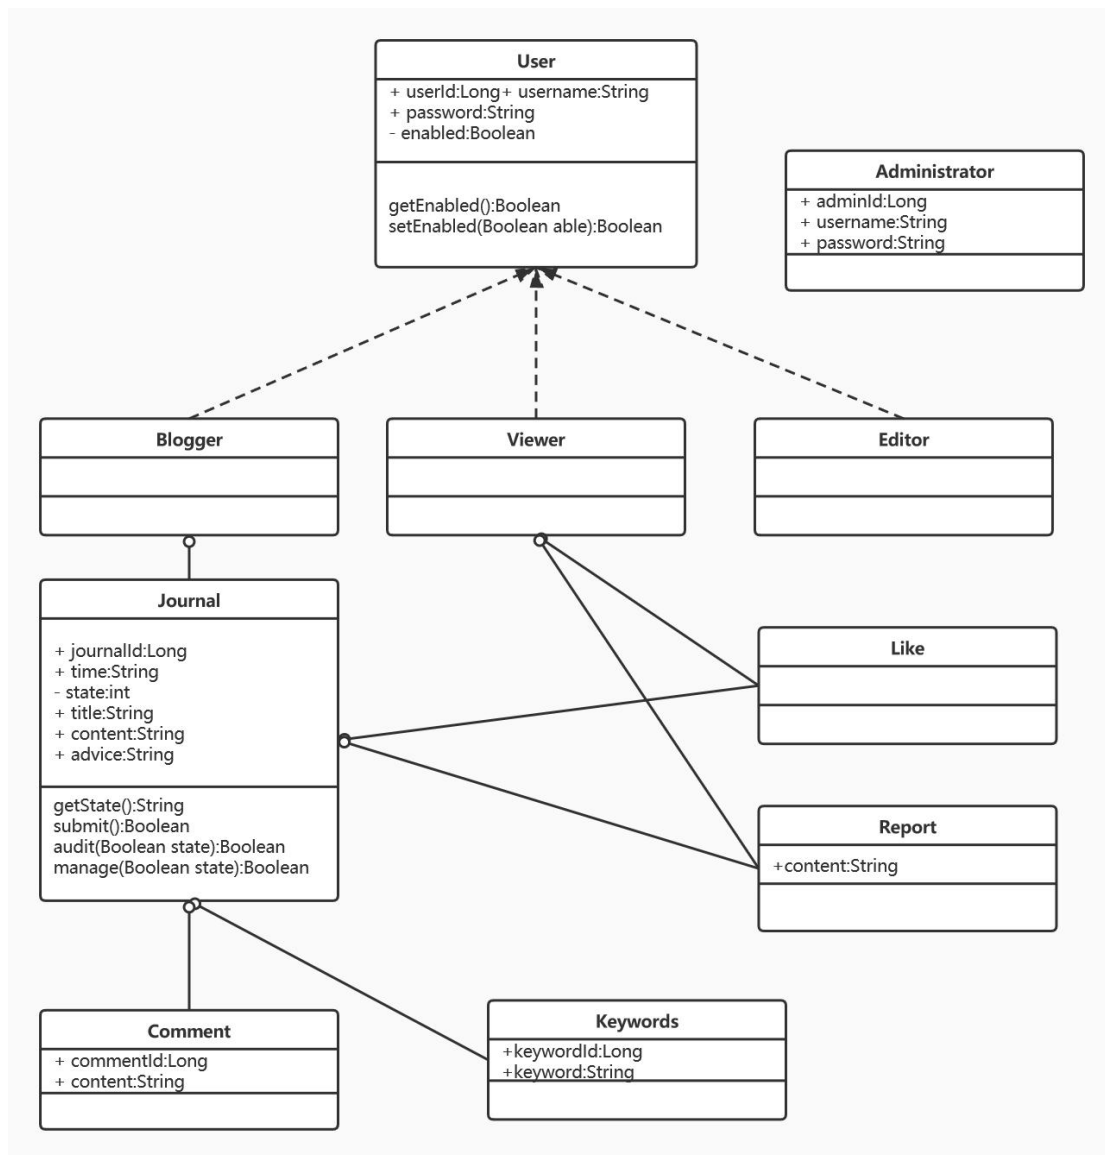 User
+ userId:Long+ username:String
+ password:String
- enabled:Boolean
getEnabled():Boolean
setEnabled(Boolean able):Boolean
Administrator
+ adminId:Long
+ username:String
+ password:String
Blogger
Viewer
Editor
Journal
+ journalId:Long
+ time:String
- state:int
+ title:String
+ content:String
+ advice:String
getState():String
submit():Boolean
audit(Boolean state):Boolean
manage(Boolean state):Boolean
Like
Report
+content:String
Comment
+ commentId:Long
+ content:String
Keywords
+keywordId:Long
+keyword:String